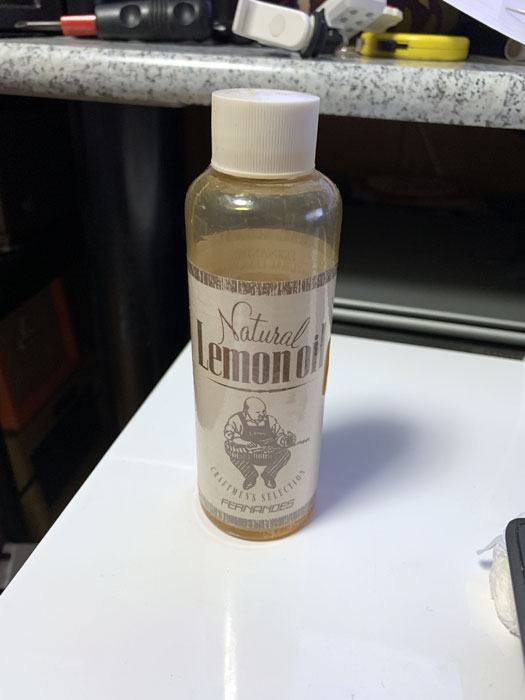 Natural
Lemon oil
CRAFTMEN'S SELECTION
FERNANDES